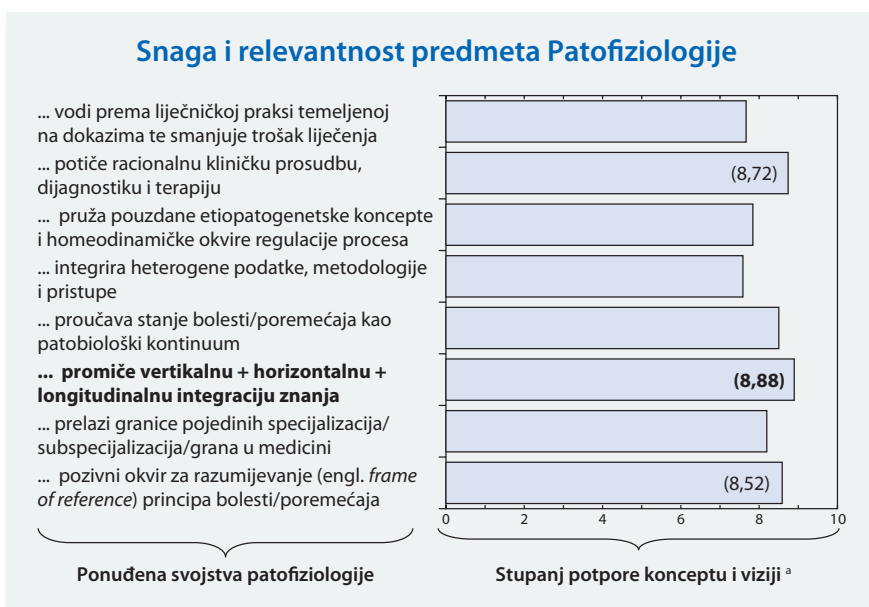 Snaga i relevantnost predmeta Patofiziologije
... vodi prema liječničkoj praksi temeljenoj
na dokazima te smanjuje trošak liječenja
... potiče racionalnu kliničku prosudbu,
dijagnostiku i terapiju
(8,72)
... pruža pouzdane etiopatogenetske koncepte
i homeodinamičke okvire regulacije procesa
... integrira heterogene podatke, metodologije
i pristupe
... proučava stanje bolesti/poremećaja kao
patobiološki kontinuum
... promiče vertikalnu + horizontalnu +
longitudinalnu integraciju znanja
(8,88)
... prelazi granice pojedinih specijalizacija/
subspecijalizacija/grana u medicini
... pozivni okvir za razumijevanje (engl. frame
of reference) principa bolesti/poremećaja
(8,52)
0 2 4 6 8 10
Ponuđena svojstva patofiziologije
Stupanj potpore konceptu i viziji a